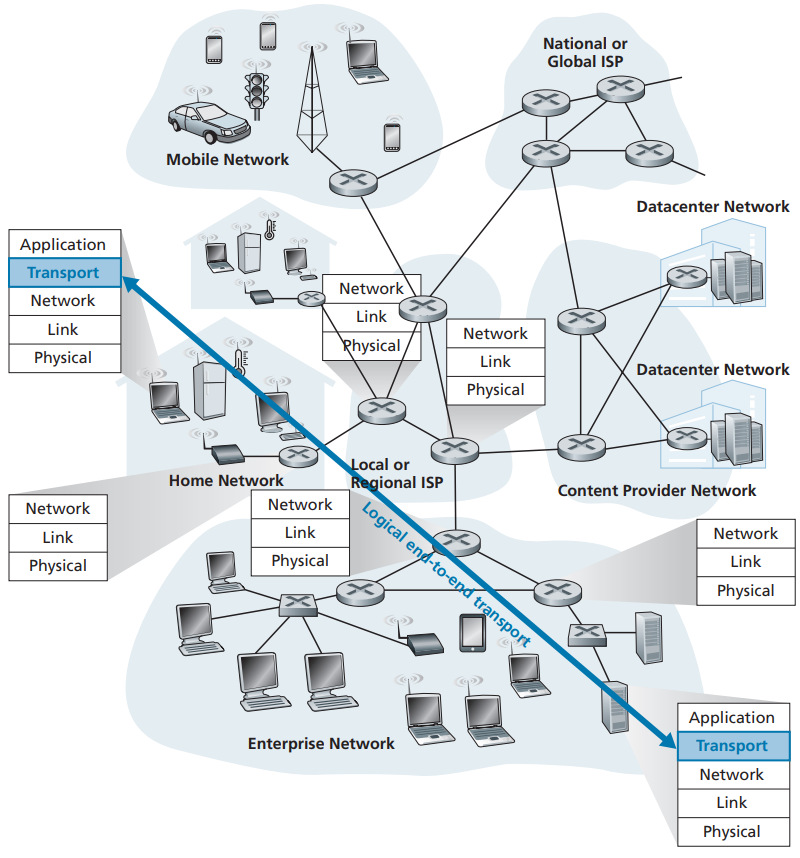 National or
Global ISP
Mobile Network
Datacenter Network
Application
Transport
Network
Link
Physical
Network
Link
Physical
Network
Link
Physical
Datacenter Network
Home Network
Local or
Regional ISP
Content Provider Network
Network
Link
Physical
Network
Link
Physical
Logical end-to-end transport
Network
Link
Physical
Enterprise Network
Application
Transport
Network
Link
Physical